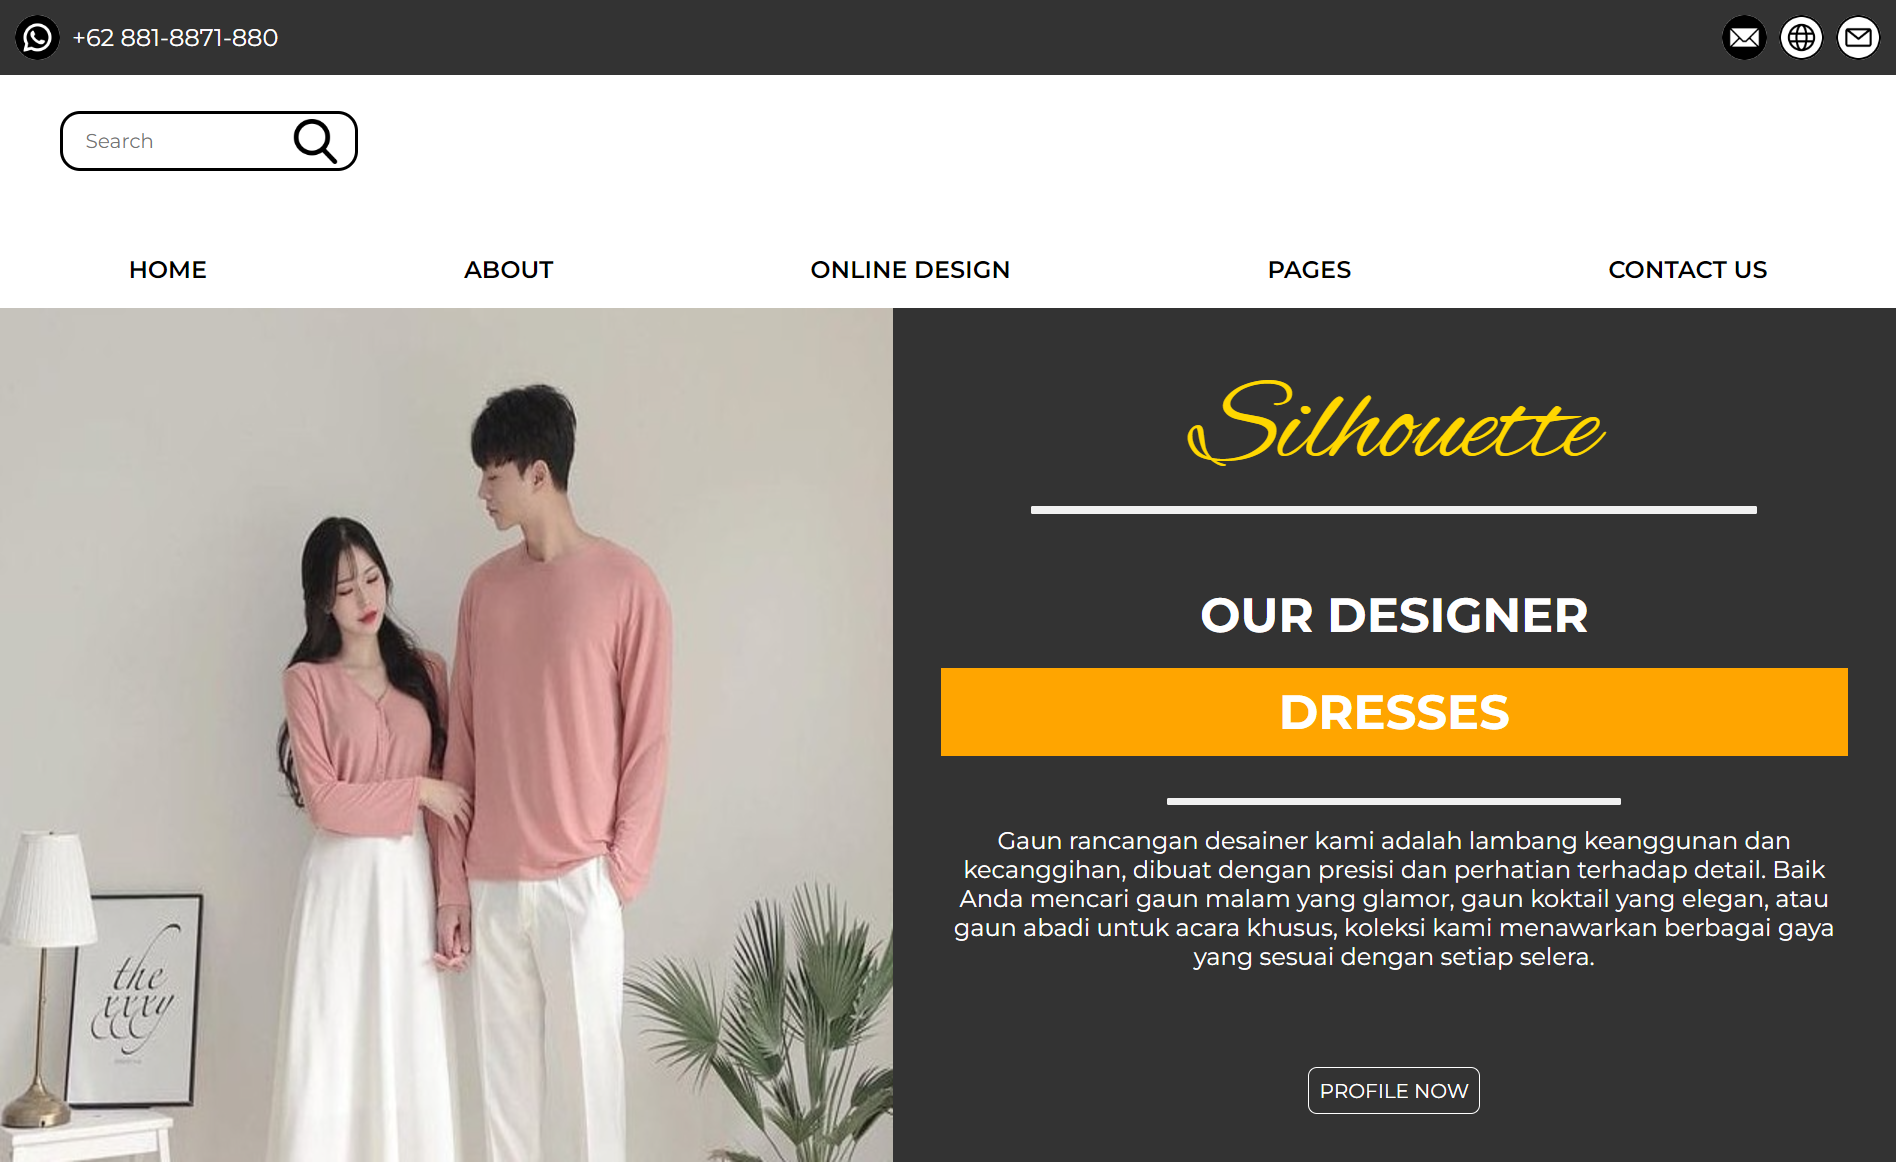 +62 881-8871-880
Search
HOME
ABOUT
ONLINE DESIGN
PAGES
CONTACT US
Silhouette
OUR DESIGNER
DRESSES
Gaun rancangan desainer kami adalah lambang keanggunan dan
kecanggihan, dibuat dengan presisi dan perhatian terhadap detail. Baik
Anda mencari gaun malam yang glamor, gaun koktail yang elegan, atau
gaun abadi untuk acara khusus, koleksi kami menawarkan berbagai gaya
yang sesuai dengan setiap selera.
PROFILE NOW
the
xxxy